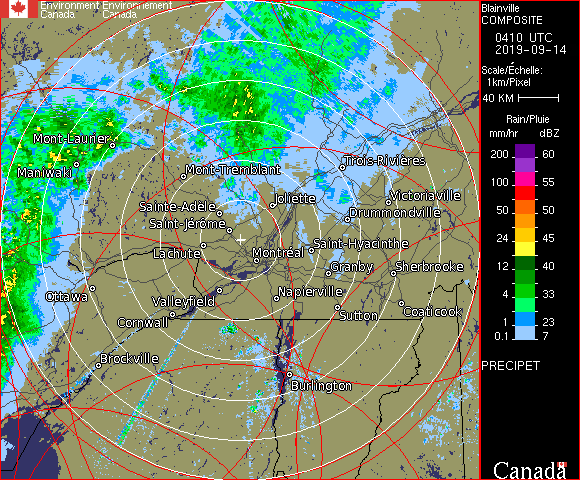 Environment Environnement
Canada Canada
Blainville
COMPOSITE
0410 UTC
2019-09-14
Scale/Échelle:
1km/Pixel
40 KM
Rain/Pluie
mm/hr dBZ
200 60
100 55
50 50
24 45
12 40
4 33
1 23
0.1 7
PRECIPET
Canada
Mont-Laurier
Maniwaki
Mont-Tremblant
Trois-Rivières
Sainte-Adèle
Joliette
Victoriaville
Saint-Jérôme
Drummondville
Lachute
Montréal
Saint-Hyacinthe
Granby
Sherbrooke
Ottawa
Valleyfield
Napierville
Cornwall
Sutton
Coaticook
Brockville
Burlington